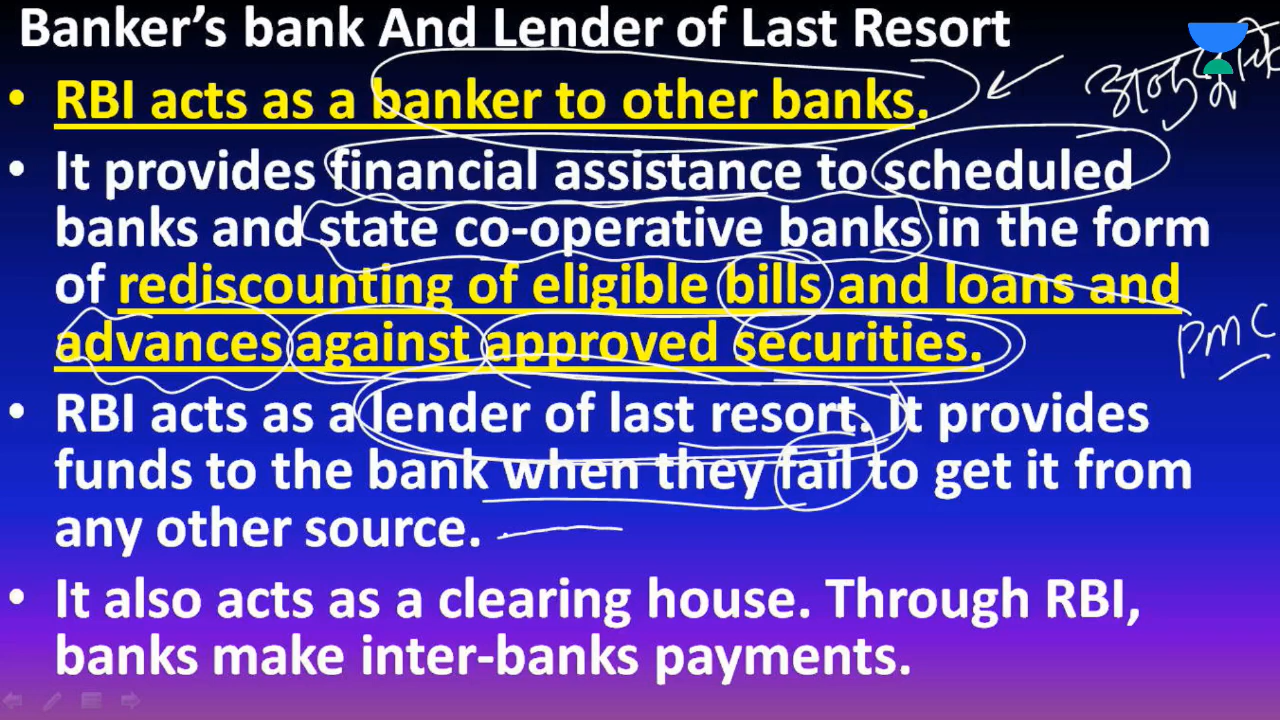 Banker's bank And Lender of Last Resort
• RBI acts as a banker to other banks.
• It provides financial assistance to scheduled
banks and state co-operative banks in the form
of rediscounting of eligible bills and loans and
advances against approved securities.
PMC
• RBI acts as a lender of last resort. It provides
funds to the bank when they fail to get it from
any other source.
• It also acts as a clearing house. Through RBI,
banks make inter-banks payments.